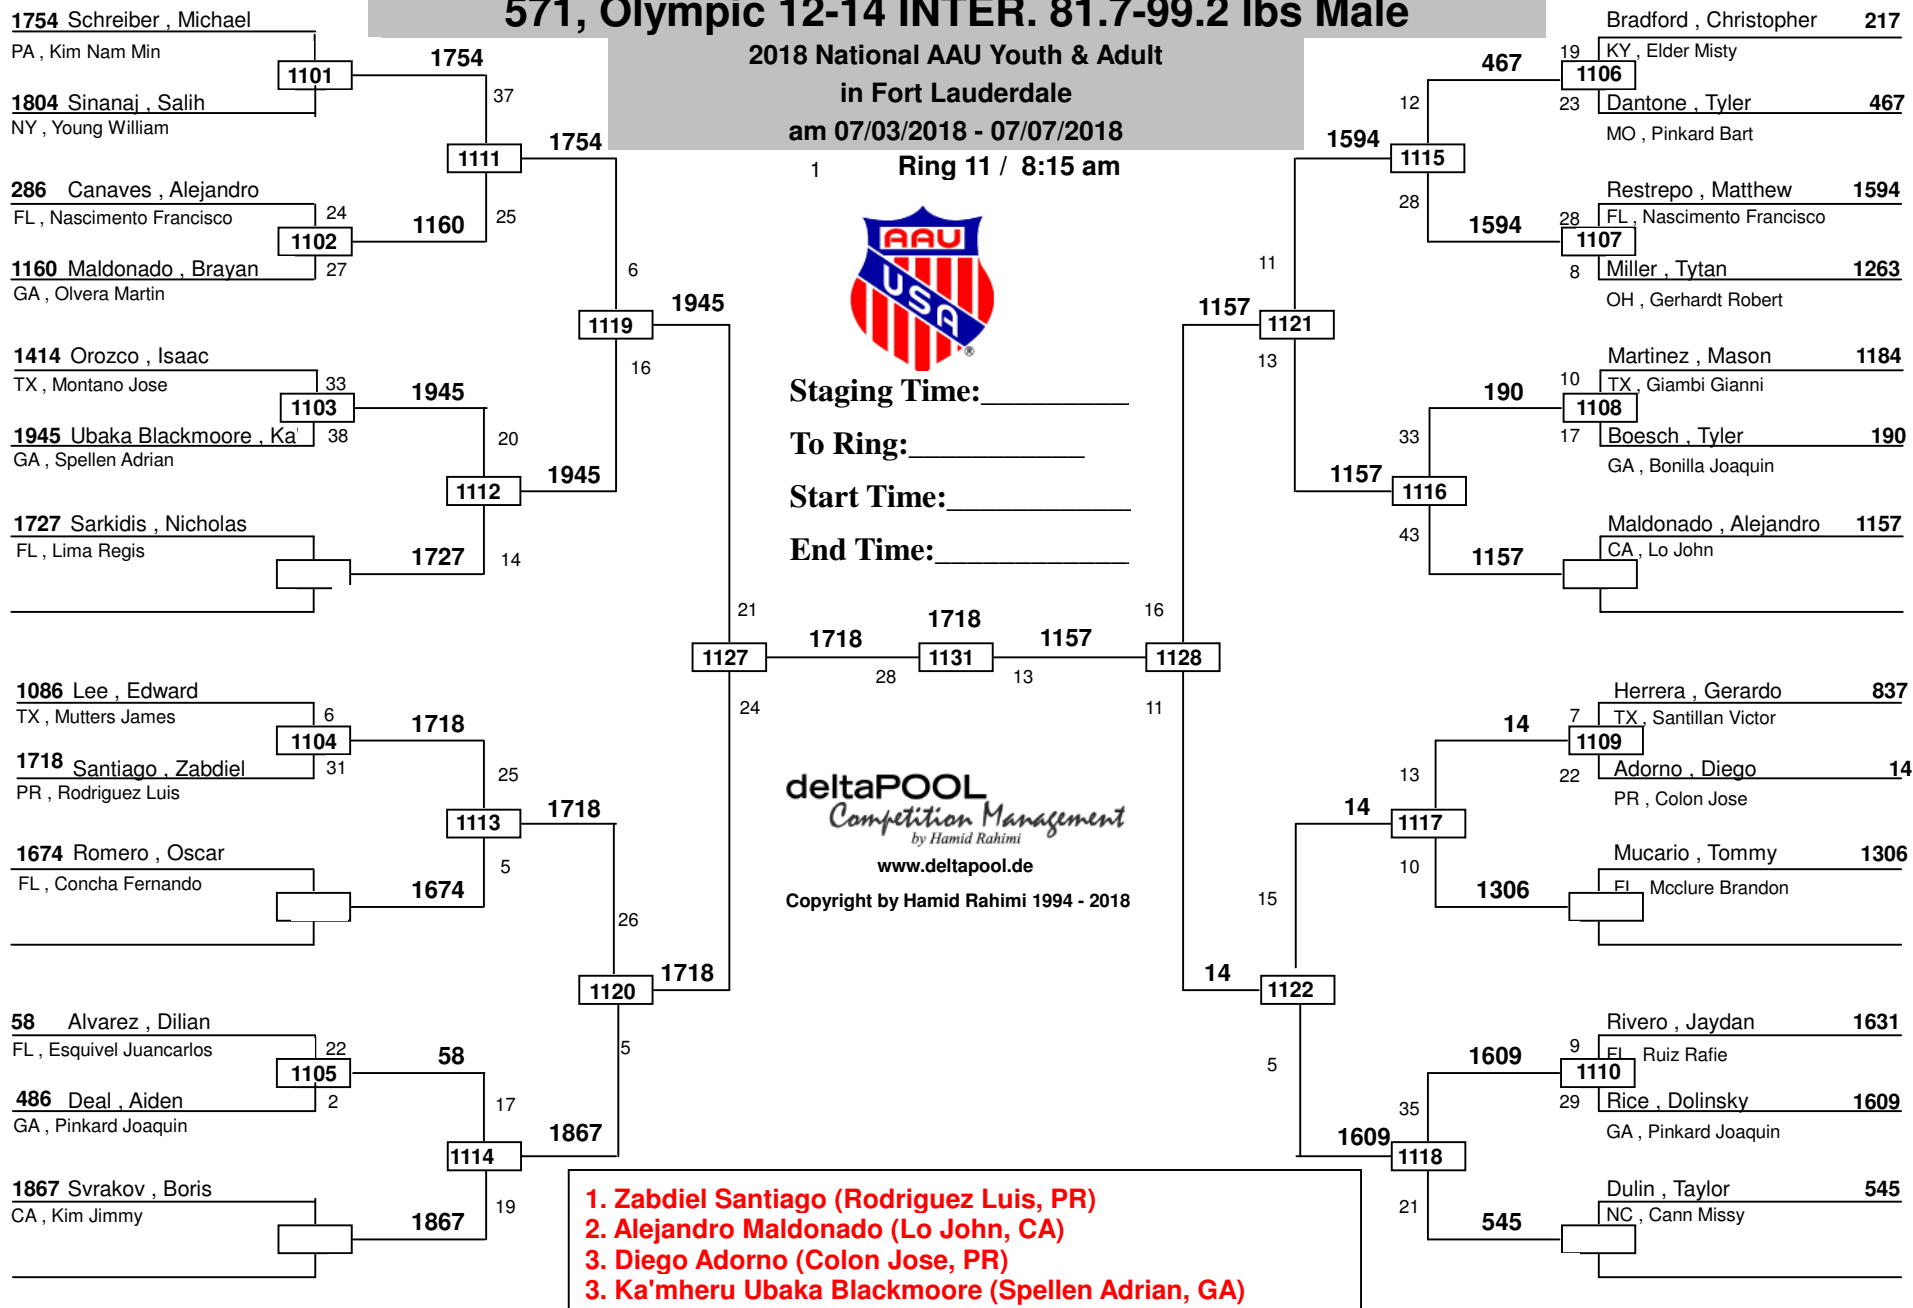 571, Olympic 12-14 INTER. 81.7-99.2 lbs Male
2018 National AAU Youth & Adult
in Fort Lauderdale
am 07/03/2018 - 07/07/2018
1 Ring 11 / 8:15 am
1754 Schreiber , Michael
PA , Kim Nam Min
1101
1754
1804 Sinanaj , Salih
NY , Young William
37
1111
1754
286 Canaves , Alejandro
FL , Nascimento Francisco
24
1102
1160
25
1160 Maldonado , Brayan
27
GA , Olvera Martin
6
1119
1945
16
1414 Orozco , Isaac
TX , Montano Jose
33
1103
1945
1945 Ubaka Blackmoore , Ka'
38
GA , Spellen Adrian
20
1112
1945
1727 Sarkidis , Nicholas
FL , Lima Regis
1727
14
21
1127
1718
24
1086 Lee , Edward
TX , Mutters James
6
1104
1718
1718 Santiago , Zabdiel
31
PR , Rodriguez Luis
25
1113
1718
1674 Romero , Oscar
FL , Concha Fernando
5
1674
26
1120
1718
5
58 Alvarez , Dilian
FL , Esquivel Juancarlos
22
1105
58
486 Deal , Aiden
2
GA , Pinkard Joaquin
17
1114
1867
1867 Svrakov , Boris
CA , Kim Jimmy
1867
19
AAU
USA
®
Staging Time:
To Ring:
Start Time:
End Time:
1718
28
1131
13
1157
deltaPOOL
Competition Management
by Hamid Rahimi
www.deltapool.de
Copyright by Hamid Rahimi 1994 - 2018
Bradford , Christopher 217
19
KY , Elder Misty
467
1106
23
Dantone , Tyler 467
MO , Pinkard Bart
12
1594
1115
28
Restrepo , Matthew 1594
28
FL , Nascimento Francisco
1594
1107
8
Miller , Tytan 1263
OH , Gerhardt Robert
11
1157
1121
13
Martinez , Mason 1184
10
TX , Giambi Gianni
190
1108
17
Boesch , Tyler 190
GA , Bonilla Joaquin
33
1157
1116
43
Maldonado , Alejandro 1157
CA , Lo John
1157
16
1128
11
Herrera , Gerardo 837
7
TX , Santillan Victor
14
1109
22
Adorno , Diego 14
PR , Colon Jose
13
14
1117
10
Mucario , Tommy 1306
FL , Mcclure Brandon
1306
15
14
1122
5
Rivero , Jaydan 1631
9
FL , Ruiz Rafie
1609
1110
29
Rice , Dolinsky 1609
GA , Pinkard Joaquin
35
1609
1118
21
Dulin , Taylor 545
NC , Cann Missy
545
1. Zabdiel Santiago (Rodriguez Luis, PR)
2. Alejandro Maldonado (Lo John, CA)
3. Diego Adorno (Colon Jose, PR)
3. Ka'mheru Ubaka Blackmoore (Spellen Adrian, GA)